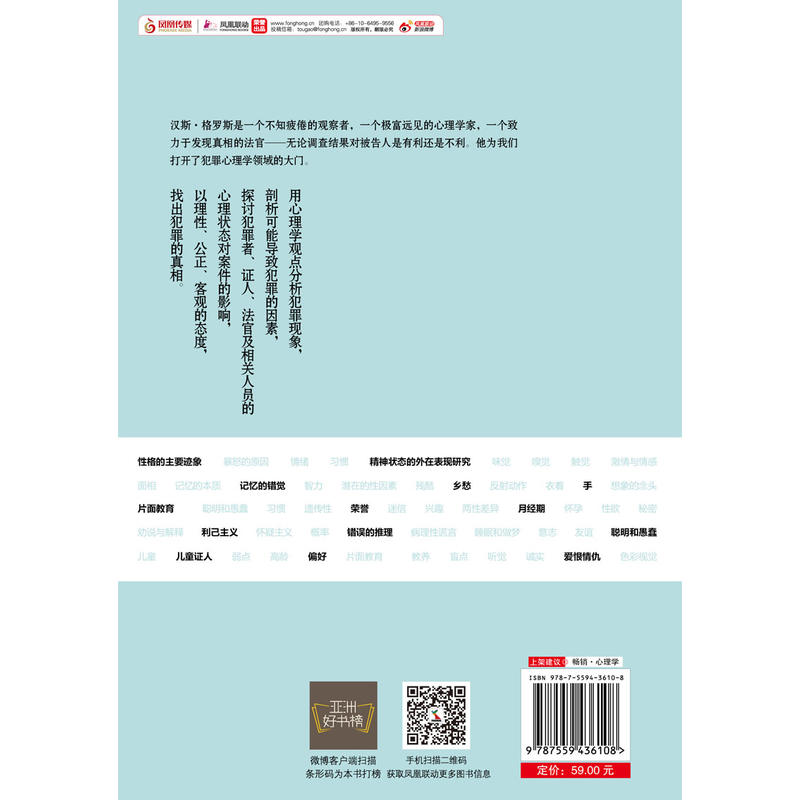 凤凰传媒
PHOENIX MEDIA
凤凰联动
FONGHONG BOOKS
荣誉出品
www.fonghong.cn 团购电话:+86-10-6495-9556
投稿信箱:tougao@fonghong.cn 版权所有,翻版必究
凤凰联动
新浪微博
汉斯·格罗斯是一个不知疲倦的观察者,一个极富远见的心理学家,一个致
力于发现真相的法官——无论调查结果对被告人是有利还是不利。他为我们
打开了犯罪心理学领域的大门。
用心理学观点分析犯罪现象,
剖析可能导致犯罪的因素,
探讨犯罪者、证人、法官及相关人员的
心理状态对案件的影响,
以理性、公正、客观的态度,
找出犯罪的真相。
性格的主要迹象 暴怒的原因 情绪 习惯 精神状态的外在表现研究 味觉 嗅觉 触觉 激情与情感
面相 记忆的本质 记忆的错觉 智力 潜在的性因素 残酷 乡愁 反射动作 衣着 手 想象的念头
片面教育 聪明和愚蠢 习惯 遗传性 荣誉 迷信 兴趣 两性差异 月经期 怀孕 性欲 秘密
劝说与解释 利己主义 怀疑主义 概率 错误的推理 病理性谎言 睡眠和做梦 意志 友谊 聪明和愚蠢
儿童 儿童证人 弱点 高龄 偏好 片面教育 教养 盲点 听觉 诚实 爱恨情仇 色彩视觉
亚洲
好书榜
微博客户端扫描
条形码为本书打榜
手机扫描二维码
获取凤凰联动更多图书信息
上架建议 畅销·心理学
ISBN 978-7-5594-3610-8
9 787559 436108 >
定价:59.00 元